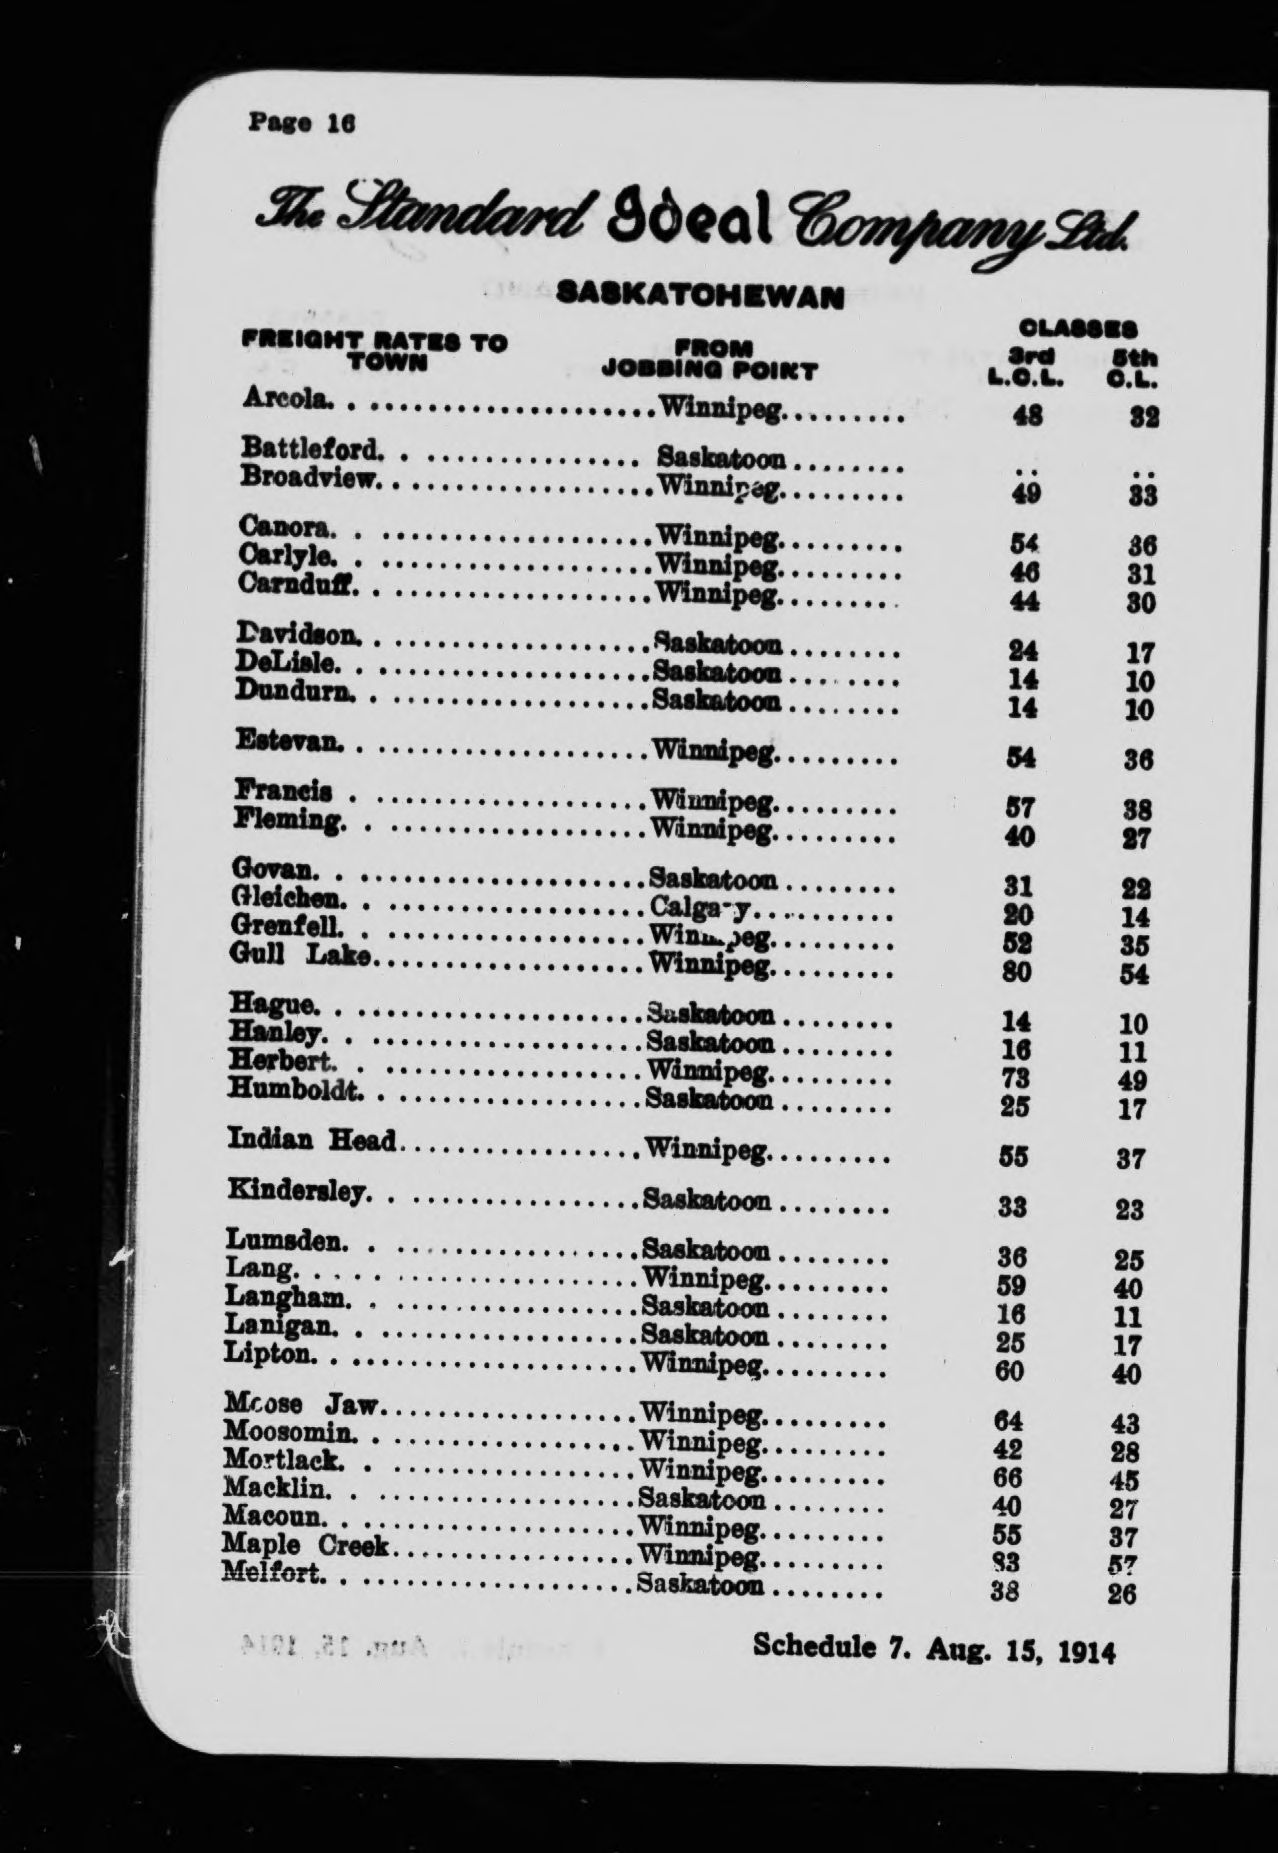 Page 16
The Standard Ideal Company Ltd.
SASKATCHEWAN
FREIGHT RATES TO FROM CLASSES
TOWN JOBBING POINT 3rd 5th
L.C.L. C.L.
Arcola. . ....................Winnipeg......... 48 32
Battleford. . ............... Saskatoon........ .. ..
Broadview. ...................Winnipeg......... 49 33
Canora. . ...................Winnipeg......... 54 36
Carlyle. . ...................Winnipeg......... 46 31
Carnduff. . ..................Winnipeg......... 44 30
Davidson. . ...................Saskatoon........ 24 17
DeLisle. . ...................Saskatoon........ 14 10
Dundurn. . ..................Saskatoon........ 14 10
Estevan. . ...................Winnipeg......... 54 36
Francis . ...................Winnipeg......... 57 38
Fleming. . ..................Winnipeg......... 40 27
Govan. . ....................Saskatoon........ 31 22
Gleichen. . ..................Calgary.......... 20 14
Grenfell. . ..................Winnipeg......... 52 35
Gull Lake...................Winnipeg......... 80 54
Hague. . ....................Saskatoon........ 14 10
Hanley. . ...................Saskatoon........ 16 11
Herbert. . ..................Winnipeg......... 73 49
Humboldt. . .................Saskatoon........ 25 17
Indian Head.................Winnipeg......... 55 37
Kindersley. . ................Saskatoon........ 33 23
Lumsden. . .................Saskatoon........ 36 25
Lang. . . . . .................Winnipeg......... 59 40
Langham. . .................Saskatoon........ 16 11
Lanigan. . ..................Saskatoon........ 25 17
Lipton. . ....................Winnipeg......... 60 40
Moose Jaw..................Winnipeg......... 64 43
Moosomin. . .................Winnipeg......... 42 28
Mortlack. . .................Winnipeg......... 66 45
Macklin. . ..................Saskatoon........ 40 27
Macoun. . ...................Winnipeg......... 55 37
Maple Creek.................Winnipeg......... 83 57
Melfort. . ...................Saskatoon........ 38 26
Schedule 7. Aug. 15, 1914